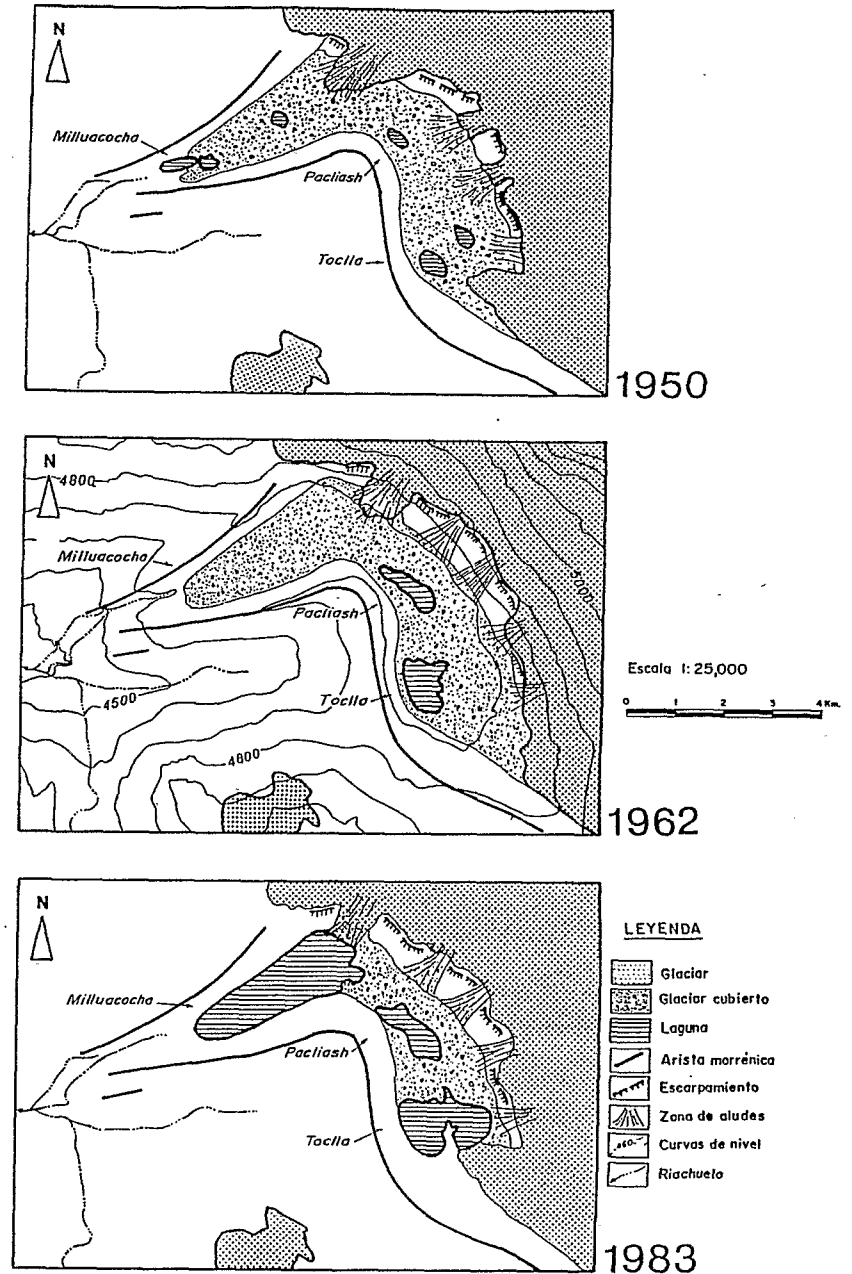 N
Milluacocha
Pacliash
Toclla
1950
N
4800
Milluacocha
5000
Pacliash
Toclla
4500
4800
1962
Escala 1:25,000
0 1 2 3 4 Km.
N
Milluacocha
Pacliash
Toclla
1983
LEYENDA
Glaciar
Glaciar cubierto
Laguna
Arista morrénica
Escarpamiento
Zona de aludes
Curvas de nivel
Riachuelo